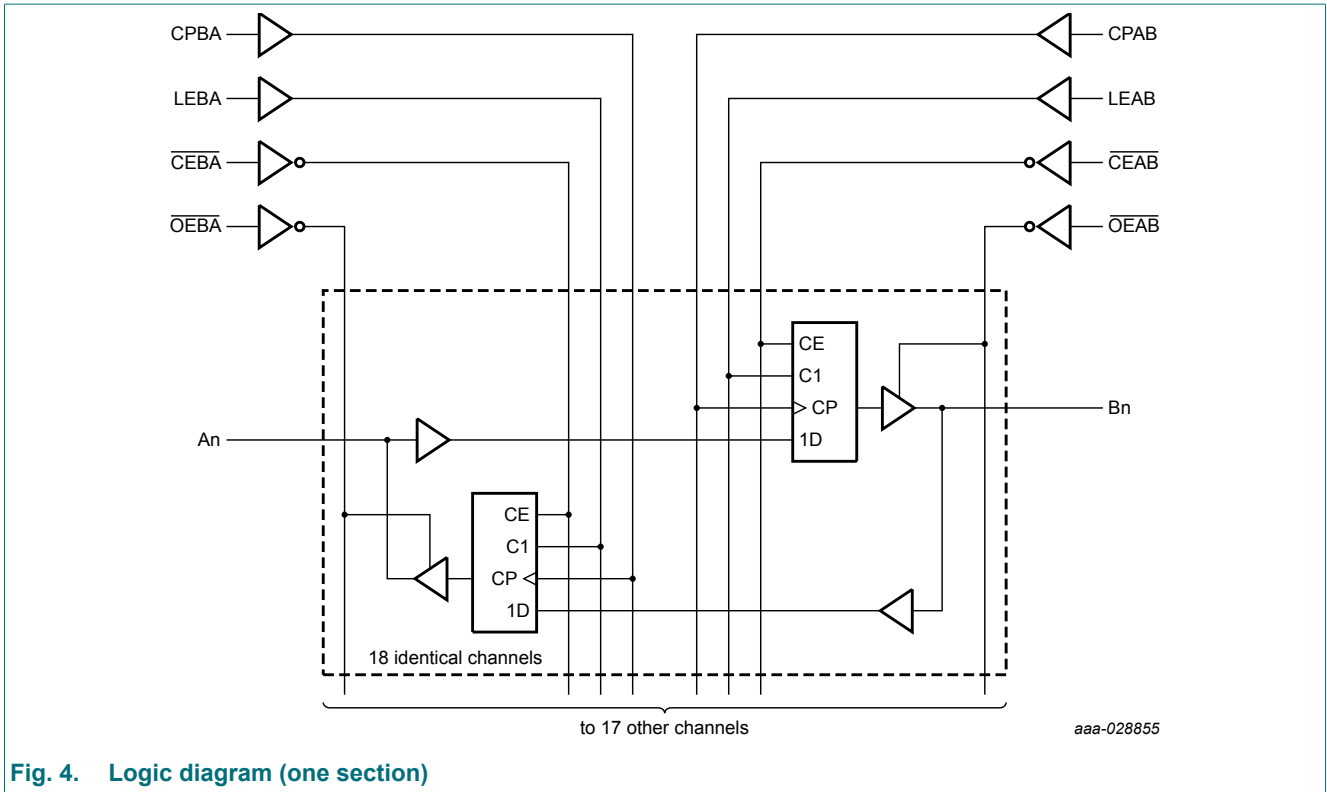 CPBA
CPAB
LEBA
LEAB
CEBA
CEAB
OEBA
OEAB
CE
C1
CP
1D
Bn
An
CE
C1
CP
1D
18 identical channels
to 17 other channels
aaa-028855
Fig. 4. Logic diagram (one section)